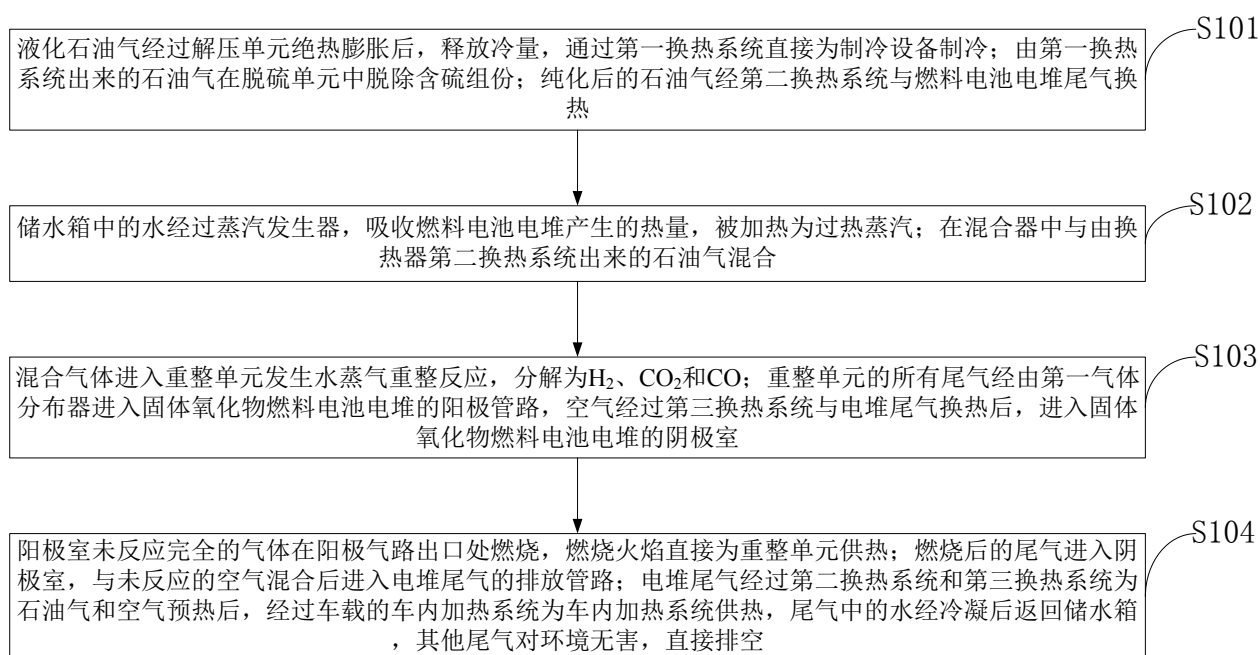 S101
液化石油气经过解压单元绝热膨胀后，释放冷量，通过第一换热系统直接为制冷设备制冷；由第一换热
系统出来的石油气在脱硫单元中脱除含硫组份；纯化后的石油气经第二换热系统与燃料电池电堆尾气换
热
S102
储水箱中的水经过蒸汽发生器，吸收燃料电池电堆产生的热量，被加热为过热蒸汽；在混合器中与由换
热器第二换热系统出来的石油气混合
S103
混合气体进入重整单元发生水蒸气重整反应，分解为H₂、CO₂和CO；重整单元的所有尾气经由第一气体
分布器进入固体氧化物燃料电池电堆的阳极管路，空气经过第三换热系统与电堆尾气换热后，进入固体
氧化物燃料电池电堆的阴极室
S104
阳极室未反应完全的气体在阳极气路出口处燃烧，燃烧火焰直接为重整单元供热；燃烧后的尾气进入阴
极室，与未反应的空气混合后进入电堆尾气的排放管路；电堆尾气经过第二换热系统和第三换热系统为
石油气和空气预热后，经过车载的车内加热系统为车内加热系统供热，尾气中的水经冷凝后返回储水箱
，其他尾气对环境无害，直接排空